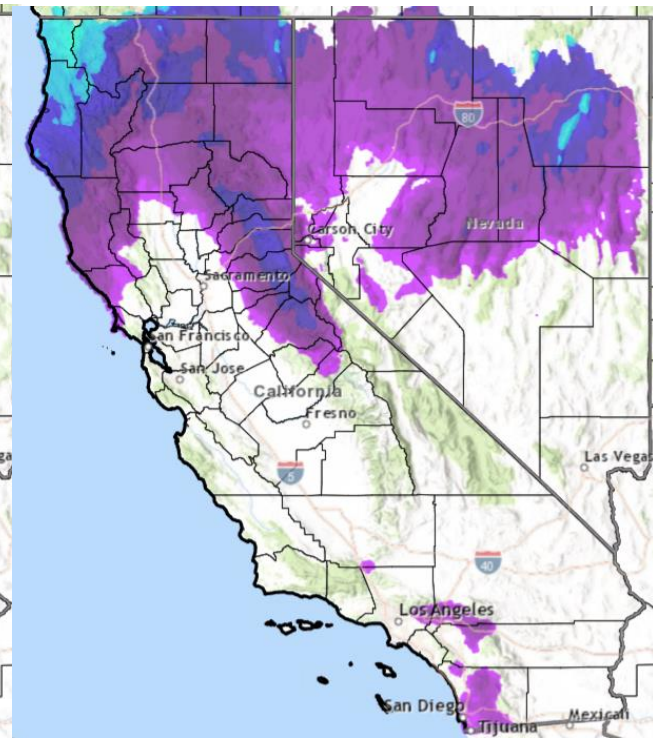 80
Nevada
Carson City
Sacramento
San Francisco
San Jose
California
Fresno
Las Vegas
5
40
Los Angeles
San Diego
Mexicali
Tijuana